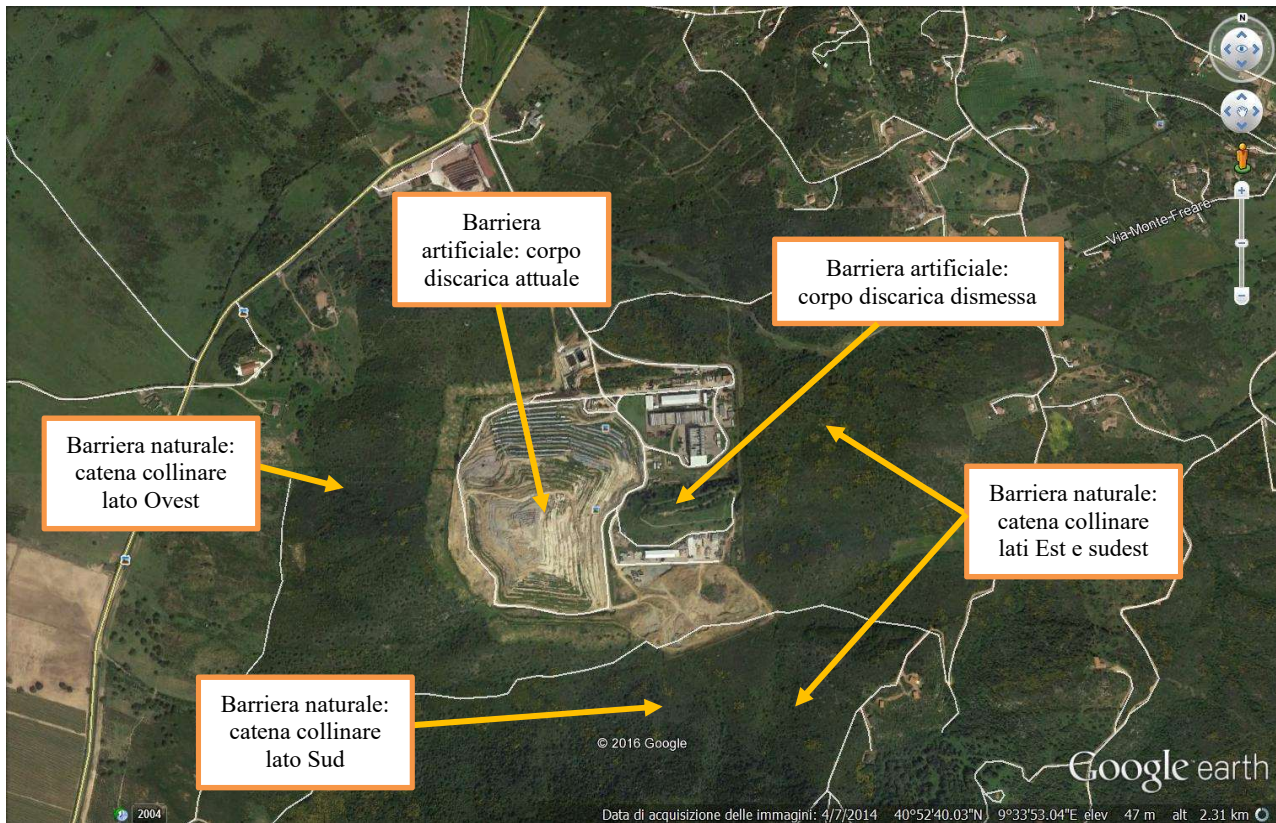 N
Barriera
artificiale: corpo
discarica attuale
Barriera artificiale:
corpo discarica dismessa
Via-Monte-Freare
Barriera naturale:
catena collinare
lato Ovest
Barriera naturale:
catena collinare
lati Est e sudest
Barriera naturale:
catena collinare
lato Sud
© 2016 Google
Google earth
2004
Data di acquisizione delle immagini: 4/7/2014 40°52'40.03"N 9°33'53.04"E elev 47 m alt 2.31 km